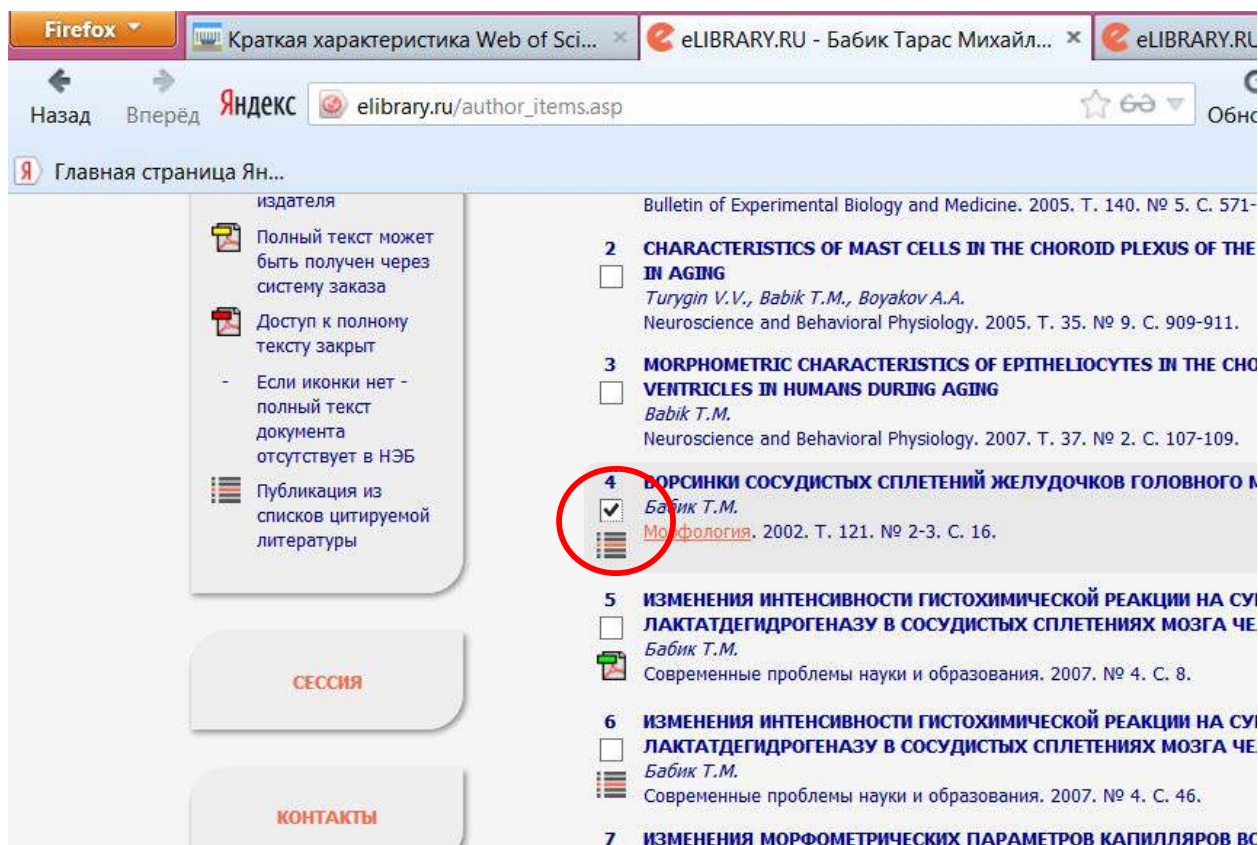 Firefox
Краткая характеристика Web of Sci...
eLIBRARY.RU - Бабик Тарас Михайл...
eLIBRARY.RU
Назад
Вперёд
Яндекс
elibrary.ru/author_items.asp
Обно
Я Главная страница Ян...
издателя
Полный текст может
быть получен через
систему заказа
Доступ к полному
тексту закрыт
- Если иконки нет -
полный текст
документа
отсутствует в НЭБ
Публикация из
списков цитируемой
литературы
СЕССИЯ
КОНТАКТЫ
Bulletin of Experimental Biology and Medicine. 2005. Т. 140. № 5. С. 571-
2 CHARACTERISTICS OF MAST CELLS IN THE CHOROID PLEXUS OF THE
IN AGING
Turygin V.V., Babik T.M., Boyakov A.A.
Neuroscience and Behavioral Physiology. 2005. Т. 35. № 9. С. 909-911.
3 MORPHOMETRIC CHARACTERISTICS OF EPITHELIOCYTES IN THE CHO
VENTRICLES IN HUMANS DURING AGING
Babik T.M.
Neuroscience and Behavioral Physiology. 2007. Т. 37. № 2. С. 107-109.
4 ВОРСИНКИ СОСУДИСТЫХ СПЛЕТЕНИЙ ЖЕЛУДОЧКОВ ГОЛОВНОГО М
Бабик Т.М.
Морфология. 2002. Т. 121. № 2-3. С. 16.
5 ИЗМЕНЕНИЯ ИНТЕНСИВНОСТИ ГИСТОХИМИЧЕСКОЙ РЕАКЦИИ НА СУ
ЛАКТАТДЕГИДРОГЕНАЗУ В СОСУДИСТЫХ СПЛЕТЕНИЯХ МОЗГА ЧЕ
Бабик Т.М.
Современные проблемы науки и образования. 2007. № 4. С. 8.
6 ИЗМЕНЕНИЯ ИНТЕНСИВНОСТИ ГИСТОХИМИЧЕСКОЙ РЕАКЦИИ НА СУ
ЛАКТАТДЕГИДРОГЕНАЗУ В СОСУДИСТЫХ СПЛЕТЕНИЯХ МОЗГА ЧЕ
Бабик Т.М.
Современные проблемы науки и образования. 2007. № 4. С. 46.
7 ИЗМЕНЕНИЯ МОРФОМЕТРИЧЕСКИХ ПАРАМЕТРОВ КАПИЛЛЯРОВ ВО